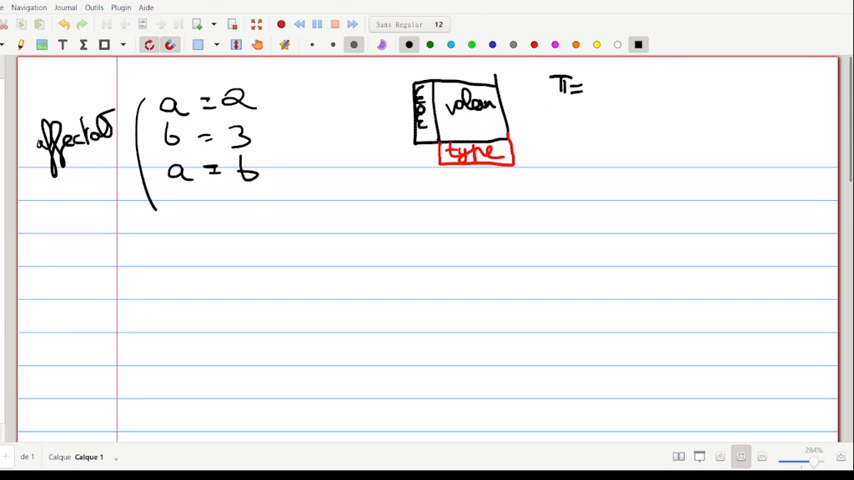 Navigation Journal Outils Plugin Aide
Sans Regular 12
a = 2
b = 3
a = b
affectat°
nom
valeur
type
π=
de 1 Calque Calque 1 284%